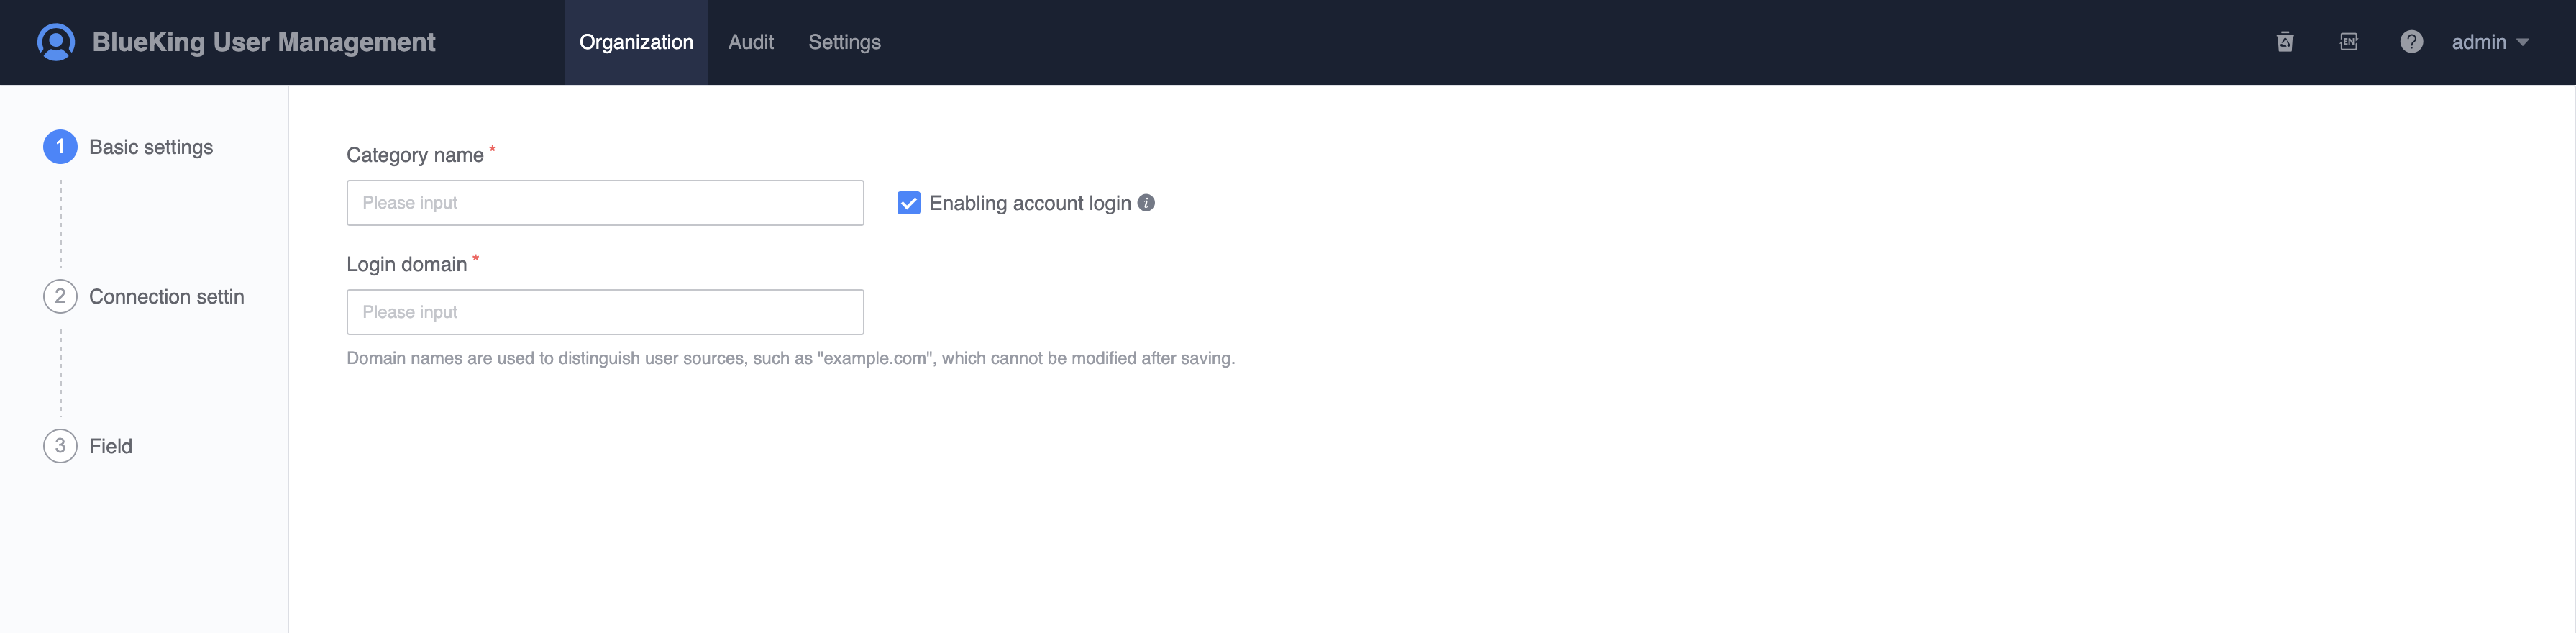 BlueKing User Management
Organization
Audit
Settings
EN
?
admin
1 Basic settings
2 Connection settin
3 Field
Category name *
Please input
Enabling account login i
Login domain *
Please input
Domain names are used to distinguish user sources, such as "example.com", which cannot be modified after saving.